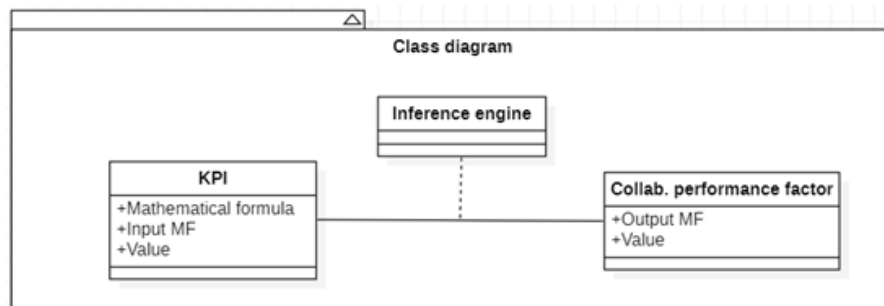 Class diagram
Inference engine
KPI
+Mathematical formula
+Input MF
+Value
Collab. performance factor
+Output MF
+Value